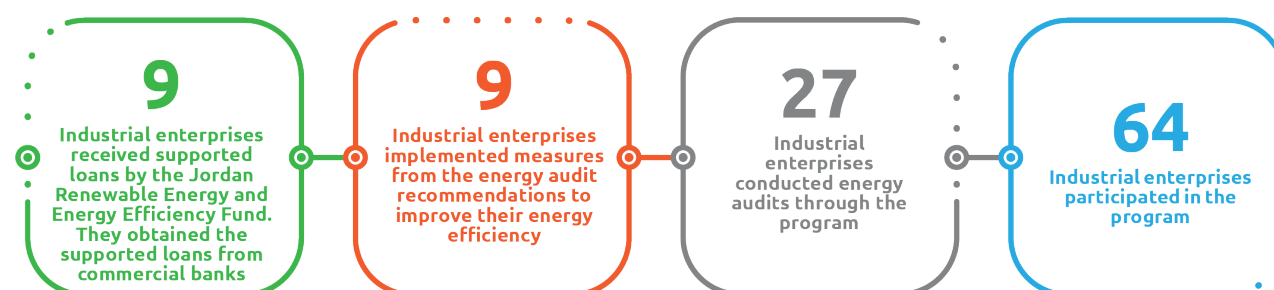 9
Industrial enterprises
received supported
loans by the Jordan
Renewable Energy and
Energy Efficiency Fund.
They obtained the
supported loans from
commercial banks
9
Industrial enterprises
implemented measures
from the energy audit
recommendations to
improve their energy
efficiency
27
Industrial
enterprises
conducted energy
audits through the
program
64
Industrial enterprises
participated in the
program